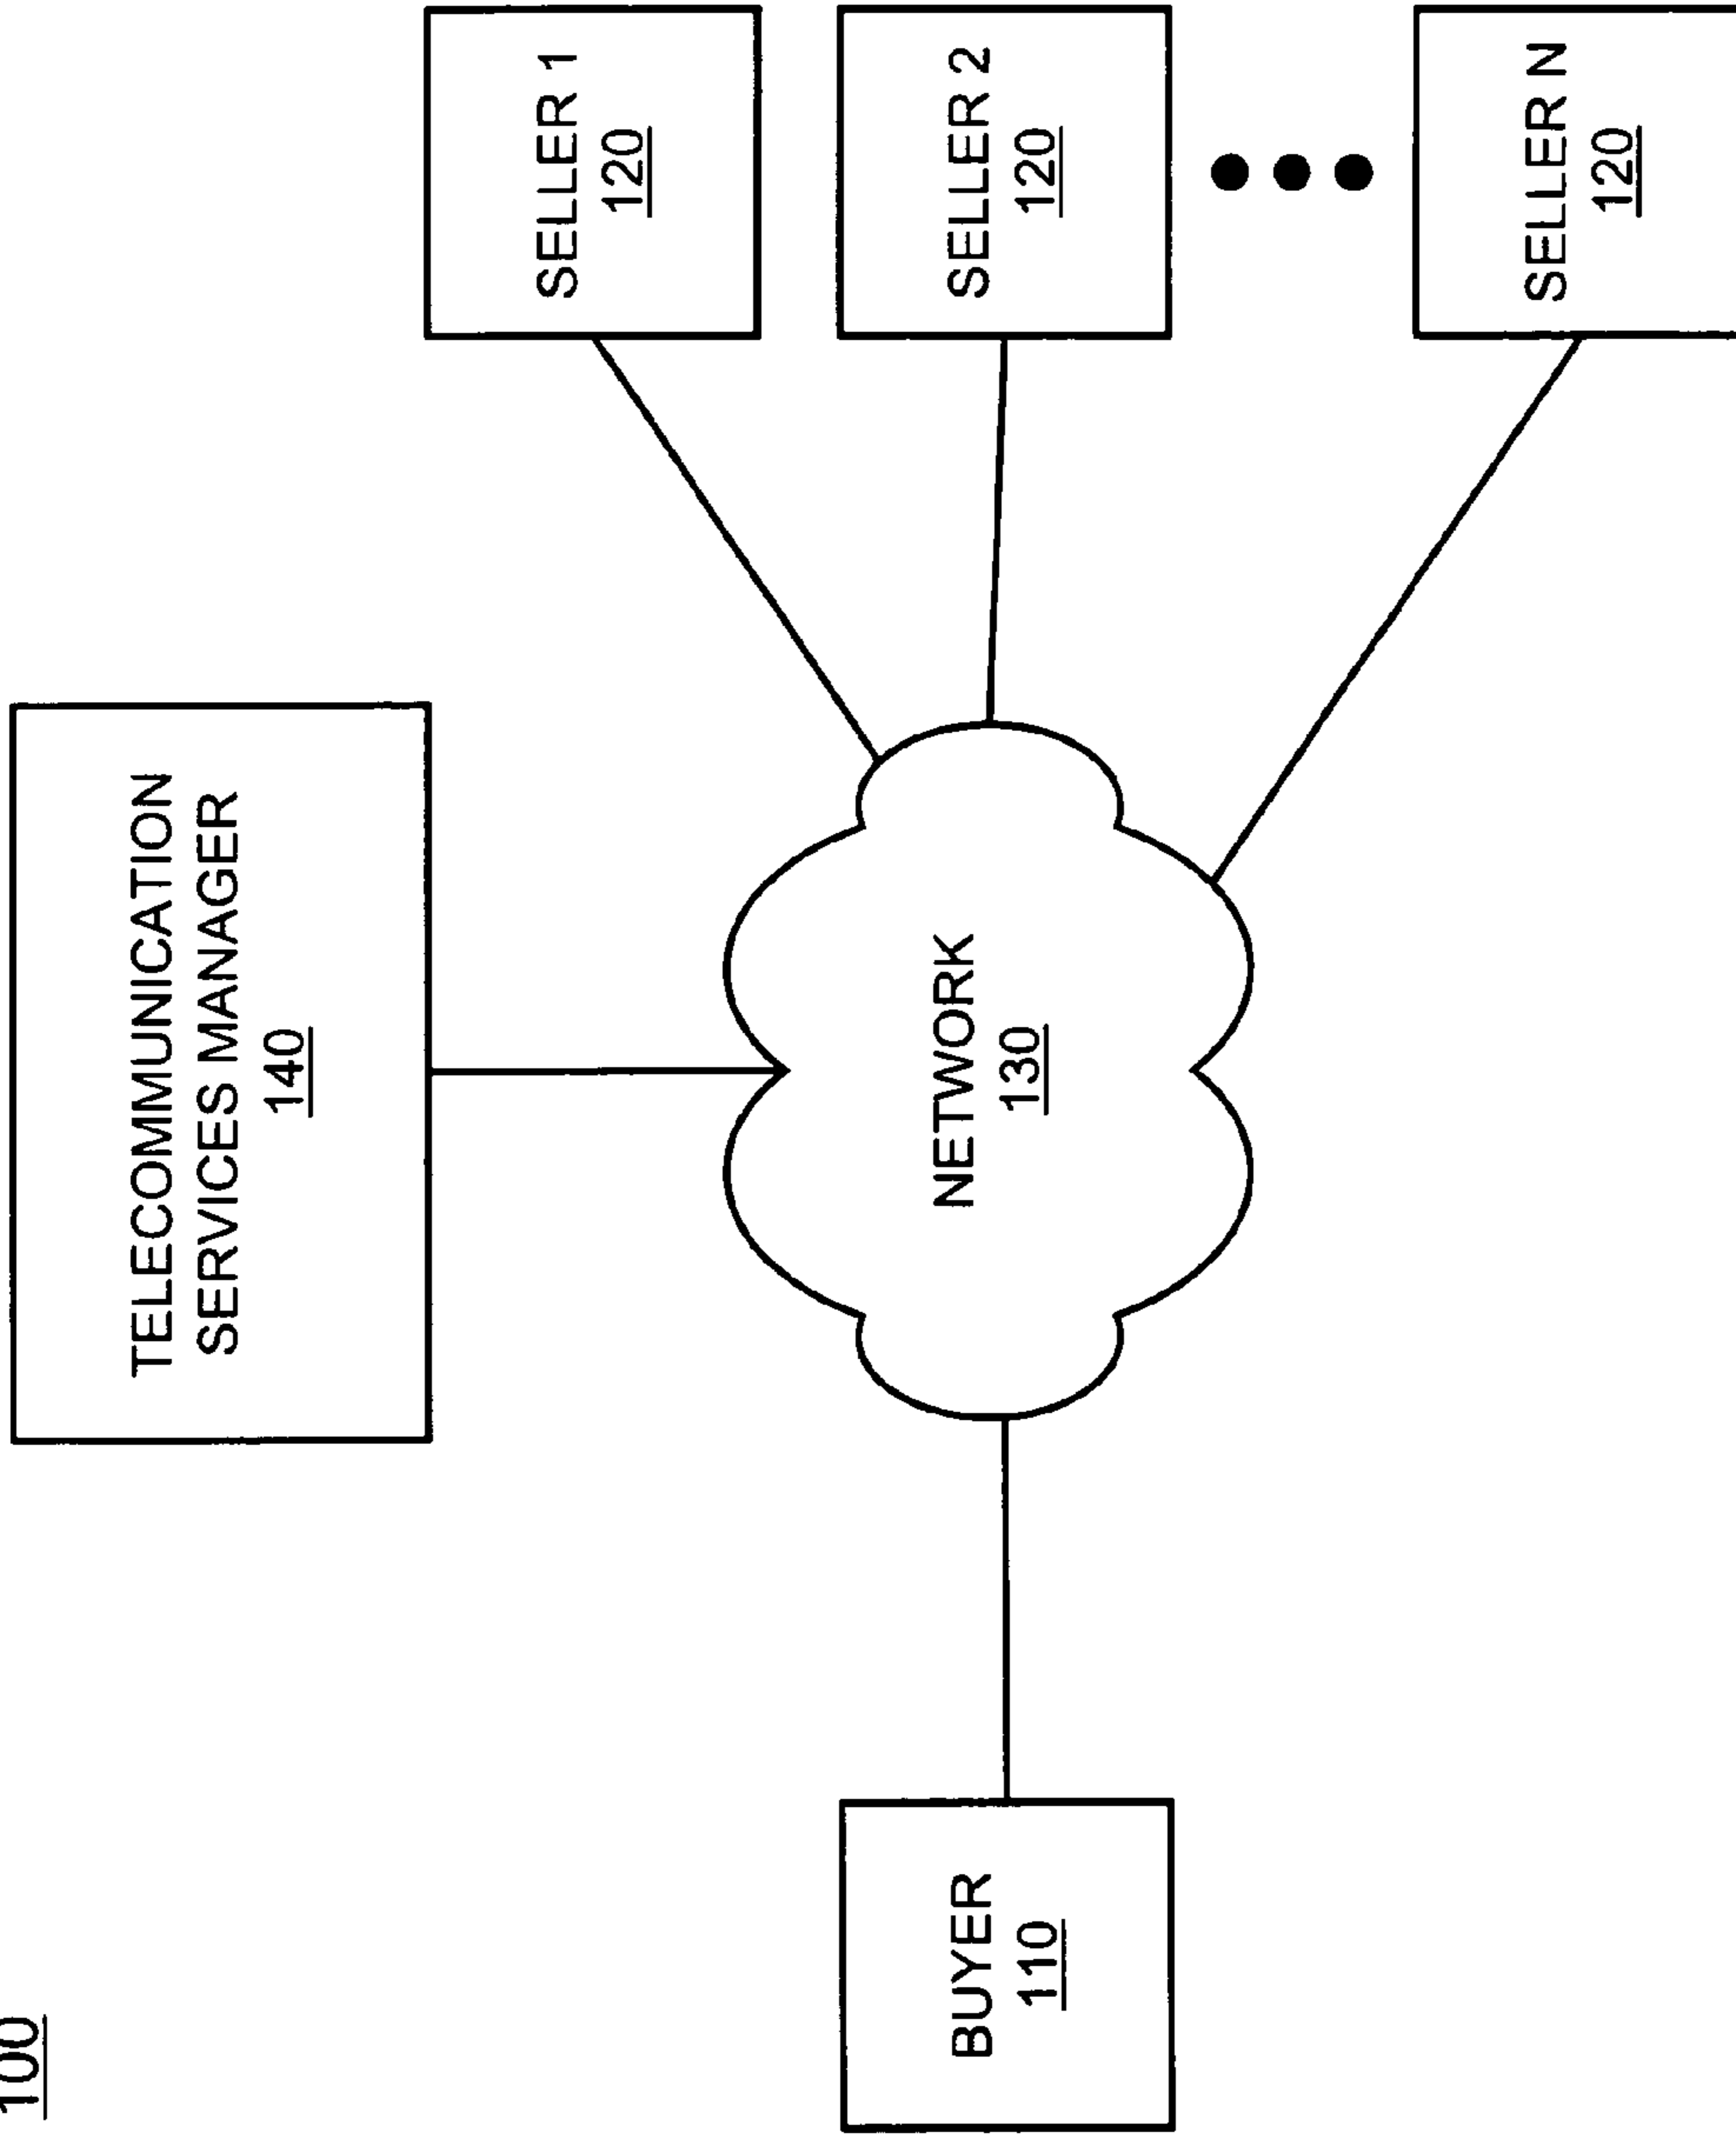 100
TELECOMMUNICATION
SERVICES MANAGER
140
BUYER
110
NETWORK
130
SELLER 1
120
SELLER 2
120
SELLER N
120